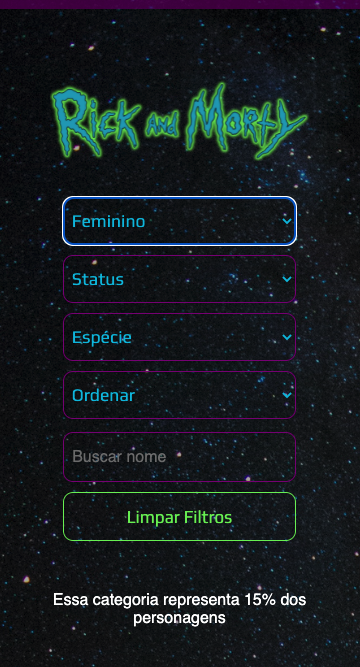 Rick and Morty
Feminino
Status
Espécie
Ordenar
Buscar nome
Limpar Filtros
Essa categoria representa 15% dos
personagens